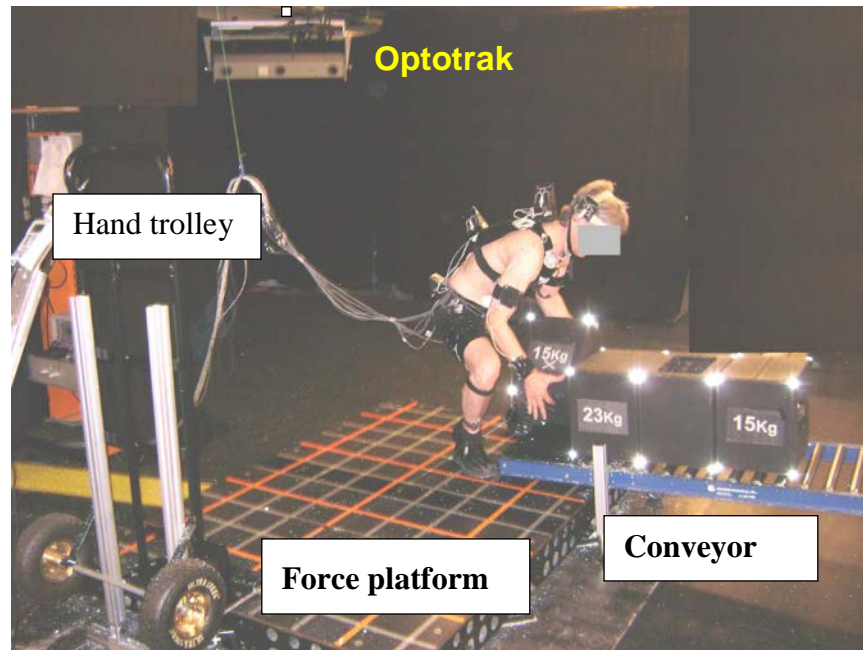 Optotrak
Hand trolley
15Kg
23Kg
15Kg
Conveyor
Force platform